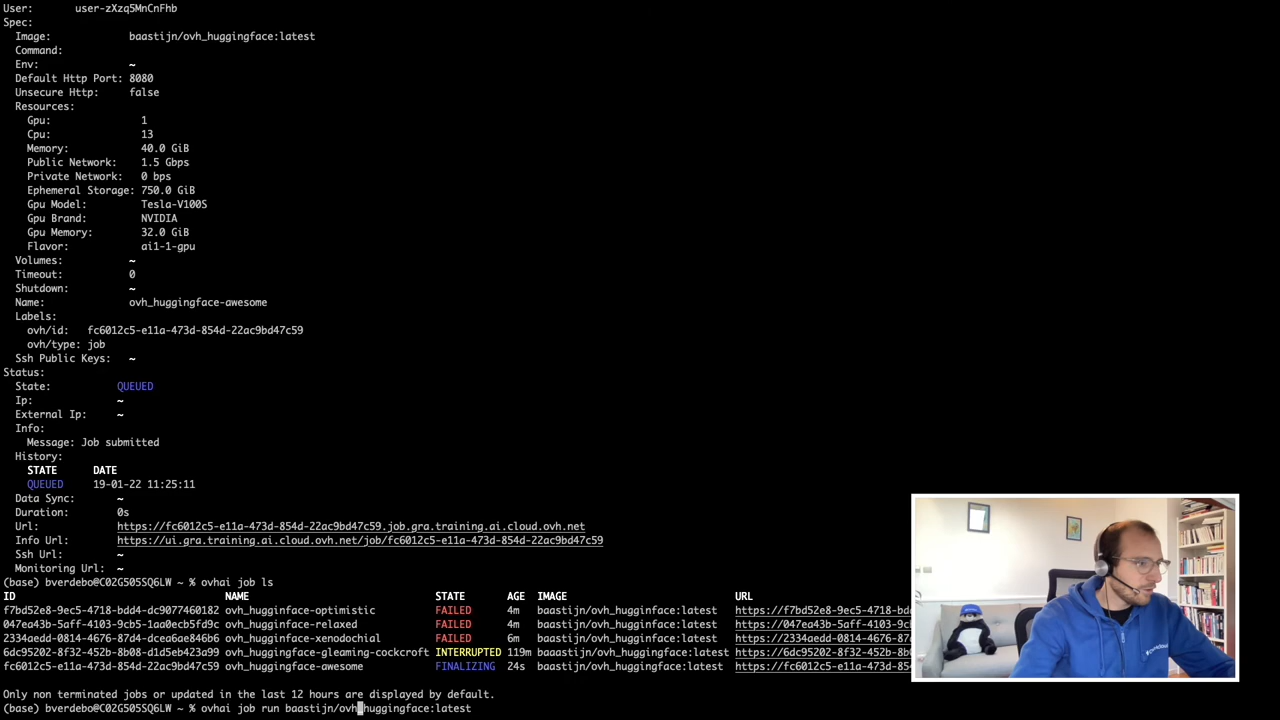 User: user-zXzq5MnCnFhb
Spec:
Image: baastijn/ovh_huggingface:latest
Command:
Env: ~
Default Http Port: 8080
Unsecure Http: false
Resources:
Gpu: 1
Cpu: 13
Memory: 40.0 GiB
Public Network: 1.5 Gbps
Private Network: 0 bps
Ephemeral Storage: 750.0 GiB
Gpu Model: Tesla-V100S
Gpu Brand: NVIDIA
Gpu Memory: 32.0 GiB
Flavor: ai1-1-gpu
Volumes: ~
Timeout: 0
Shutdown: ~
Name: ovh_huggingface-awesome
Labels:
ovh/id: fc6012c5-e11a-473d-854d-22ac9bd47c59
ovh/type: job
Ssh Public Keys: ~
Status:
State: QUEUED
Ip: ~
External Ip: ~
Info:
Message: Job submitted
History:
STATE DATE
QUEUED 19-01-22 11:25:11
Data Sync: ~
Duration: 0s
Url: https://fc6012c5-e11a-473d-854d-22ac9bd47c59.job.gra.training.ai.cloud.ovh.net
Info Url: https://ui.gra.training.ai.cloud.ovh.net/job/fc6012c5-e11a-473d-854d-22ac9bd47c59
Ssh Url: ~
Monitoring Url: ~
(base) bverdebo@C02G505SQ6LW ~ % ovhai job ls
ID NAME STATE AGE IMAGE URL
f7bd52e8-9ec5-4718-bdd4-dc9077460182 ovh_hugginface-optimistic FAILED 4m baastijn/ovh_hugginface:latest https://f7bd52e8-9ec5-4718-bd
047ea43b-5aff-4103-9cb5-1aa0ecb5fd9c ovh_hugginface-relaxed FAILED 4m baastijn/ovh_hugginface:latest https://047ea43b-5aff-4103-9c
2334aedd-0814-4676-87d4-dcea6ae846b6 ovh_hugginface-xenodochial FAILED 6m baastijn/ovh_hugginface:latest https://2334aedd-0814-4676-87
6dc95202-8f32-452b-8b08-d1d5eb423a99 ovh_huggingface-gleaming-cockcroft INTERRUPTED 119m baaastijn/ovh_huggingface:latest https://6dc95202-8f32-452b-8b0
fc6012c5-e11a-473d-854d-22ac9bd47c59 ovh_huggingface-awesome FINALIZING 24s baastijn/ovh_huggingface:latest https://fc6012c5-e11a-473d-85
Only non terminated jobs or updated in the last 12 hours are displayed by default.
(base) bverdebo@C02G505SQ6LW ~ % ovhai job run baastijn/ovh_huggingface:latest